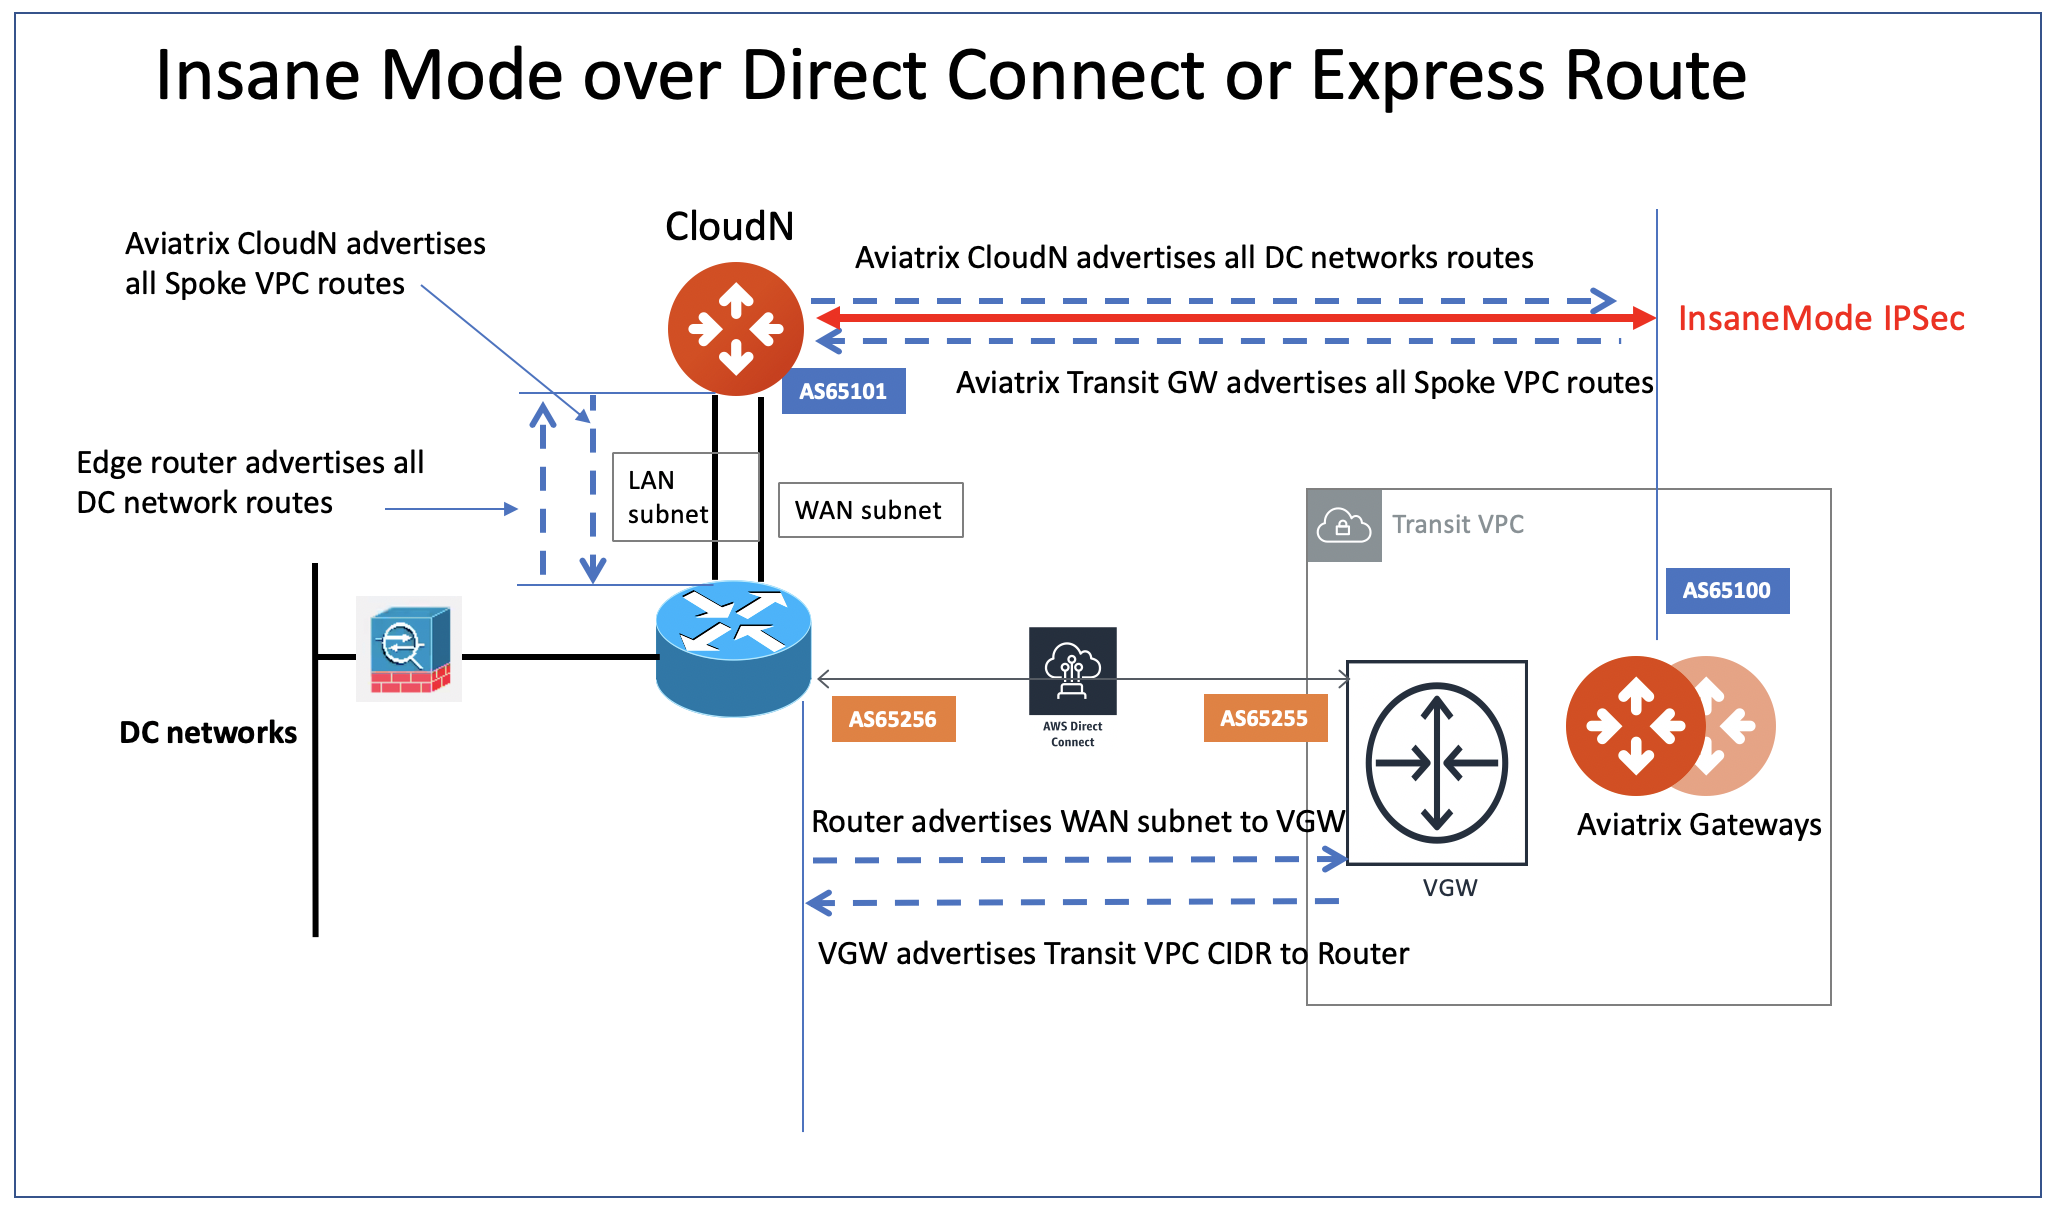 Insane Mode over Direct Connect or Express Route
CloudN
Aviatrix CloudN advertises
all Spoke VPC routes
Aviatrix CloudN advertises all DC networks routes
InsaneMode IPSec
Aviatrix Transit GW advertises all Spoke VPC routes
AS65101
Edge router advertises all
DC network routes
LAN
subnet
WAN subnet
Transit VPC
AS65100
DC networks
AS65256
AWS Direct
Connect
AS65255
Router advertises WAN subnet to VGW
Aviatrix Gateways
VGW
VGW advertises Transit VPC CIDR to Router